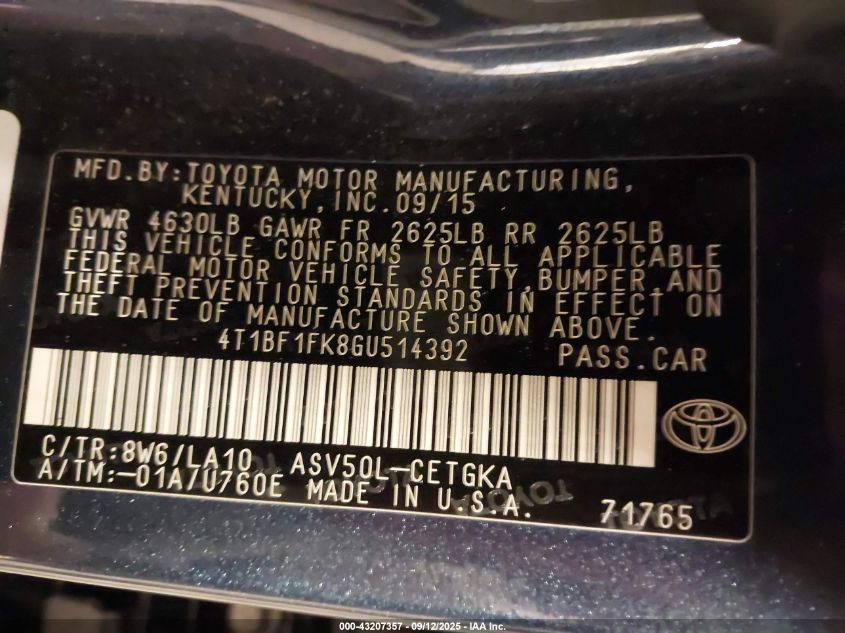 MFD.BY:TOYOTA MOTOR MANUFACTURING,
KENTUCKY,INC.09/15
GVWR 4630LB GAWR FR 2625LB RR 2625LB
THIS VEHICLE CONFORMS TO ALL APPLICABLE
FEDERAL MOTOR VEHICLE SAFETY,BUMPER,AND
THEFT PREVENTION STANDARDS IN EFFECT ON
THE DATE OF MANUFACTURE SHOWN ABOVE.
4T1BF1FK8GU514392 PASS.CAR
C/TR:8W6/LA10 ASV50L-CETGKA
A/TM:-01A/U760E MADE IN U.S.A. 71765
000-43207357 - 09/12/2025 - IAA Inc.